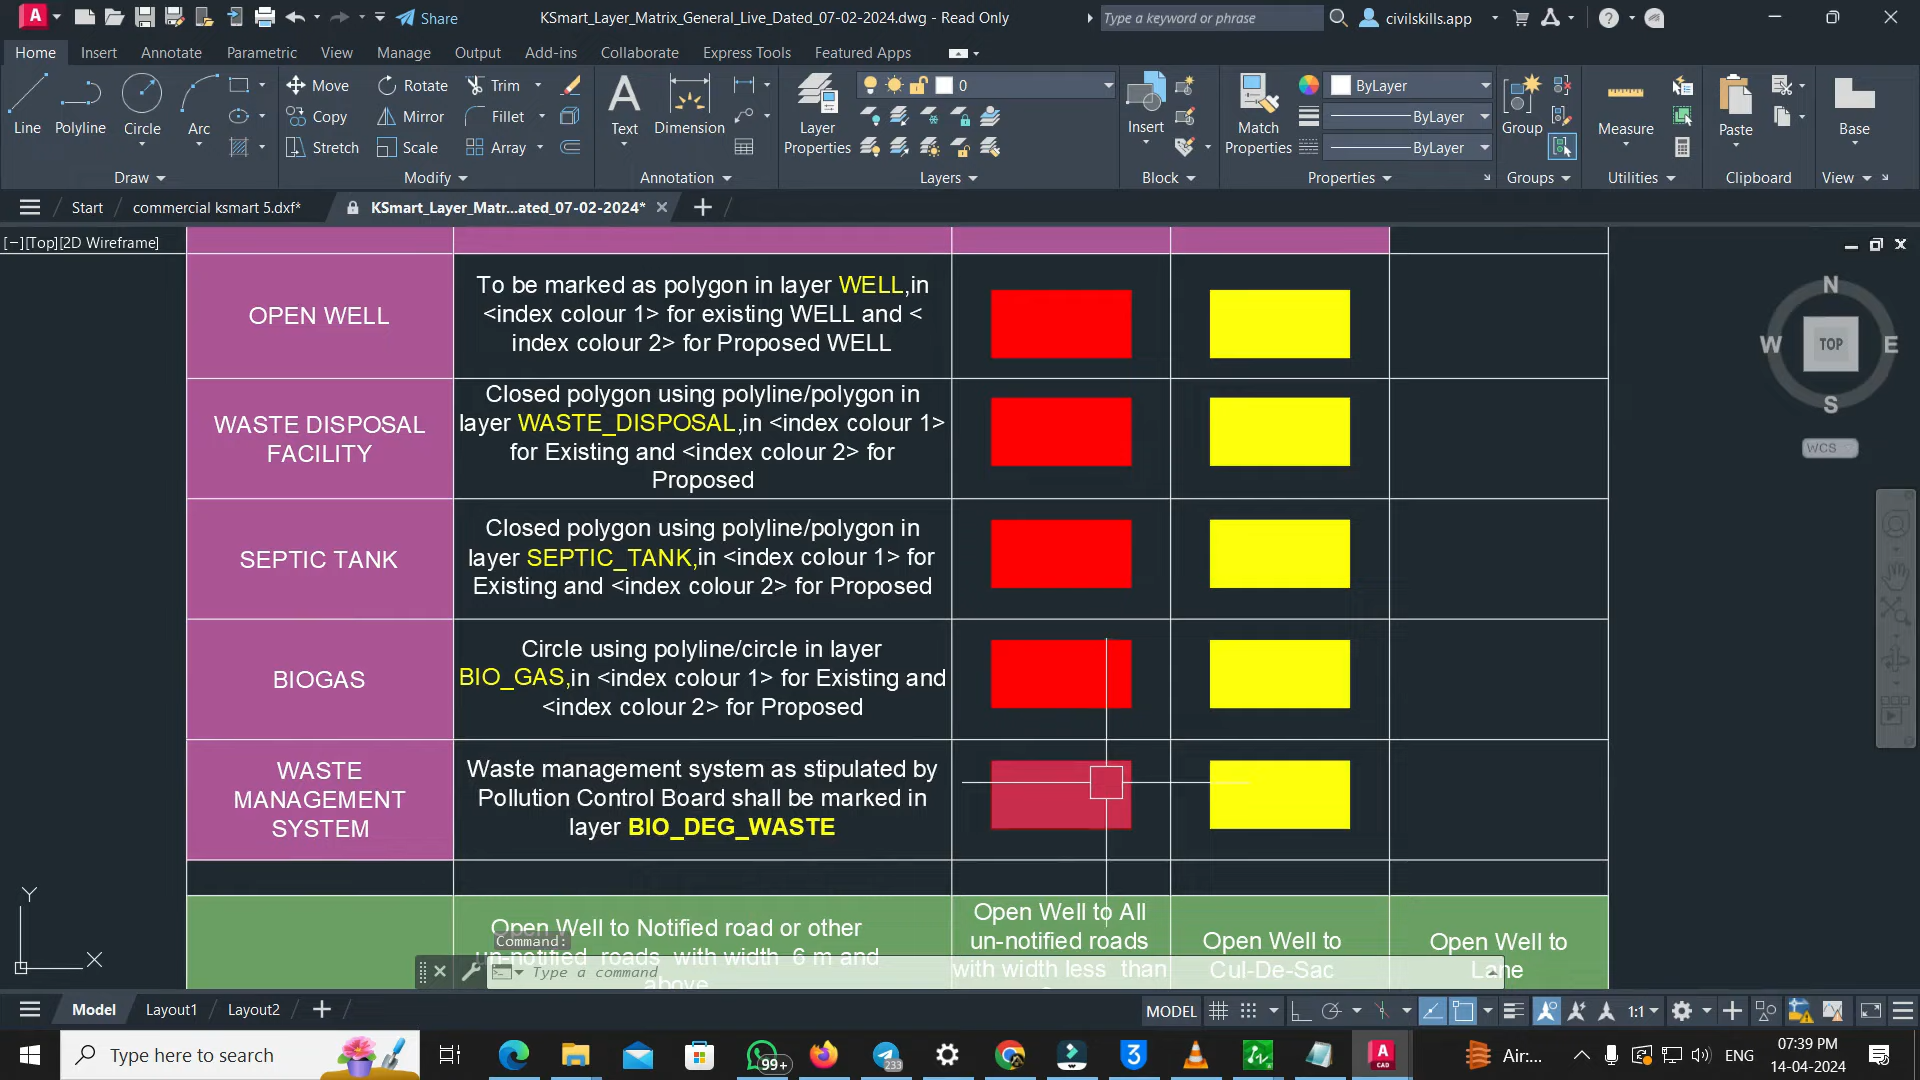 Share
KSmart_Layer_Matrix_General_Live_Dated_07-02-2024.dwg - Read Only
Type a keyword or phrase
civilskills.app
Home
Insert
Annotate
Parametric
View
Manage
Output
Add-ins
Collaborate
Express Tools
Featured Apps
Line
Polyline
Circle
Arc
Draw
Move
Rotate
Trim
Copy
Mirror
Fillet
Stretch
Scale
Array
Modify
Text
Dimension
Annotation
Layer
Properties
0
Layers
Insert
Block
Match
Properties
ByLayer
ByLayer
ByLayer
Properties
Group
Groups
Measure
Utilities
Paste
Clipboard
Base
View
Start
commercial ksmart 5.dxf*
KSmart_Layer_Matr...ated_07-02-2024*
[−][Top][2D Wireframe]
N
W
TOP
E
S
WCS
OPEN WELL
To be marked as polygon in layer WELL,in
<index colour 1> for existing WELL and <
index colour 2> for Proposed WELL
WASTE DISPOSAL
FACILITY
Closed polygon using polyline/polygon in
layer WASTE_DISPOSAL,in <index colour 1>
for Existing and <index colour 2> for
Proposed
SEPTIC TANK
Closed polygon using polyline/polygon in
layer SEPTIC_TANK,in <index colour 1> for
Existing and <index colour 2> for Proposed
BIOGAS
Circle using polyline/circle in layer
BIO_GAS,in <index colour 1> for Existing and
<index colour 2> for Proposed
WASTE
MANAGEMENT
SYSTEM
Waste management system as stipulated by
Pollution Control Board shall be marked in
layer BIO_DEG_WASTE
Open Well to Notified road or other
un-notified roads with width 6 m and
above
Open Well to All
un-notified roads
with width less than
Open Well to
Cul-De-Sac
Open Well to
Lane
Y
X
Command:
Type a command
Model
Layout1
Layout2
MODEL
1:1
Type here to search
99+
233
CAD
Air:...
ENG
07:39 PM
14-04-2024